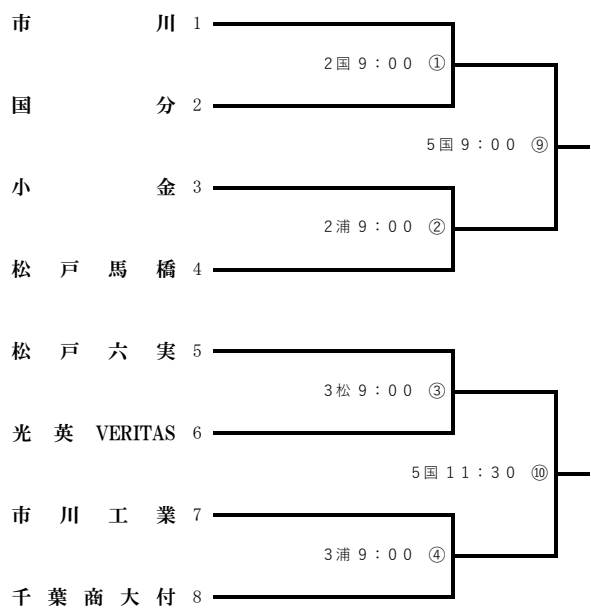 市川 1
2国 9：00 ①
国分 2
5国 9：00 ⑨
小金 3
2浦 9：00 ②
松戸馬橋 4
松戸六実 5
3松 9：00 ③
光英 VERITAS 6
5国 11：30 ⑩
市川工業 7
3浦 9：00 ④
千葉商大付 8